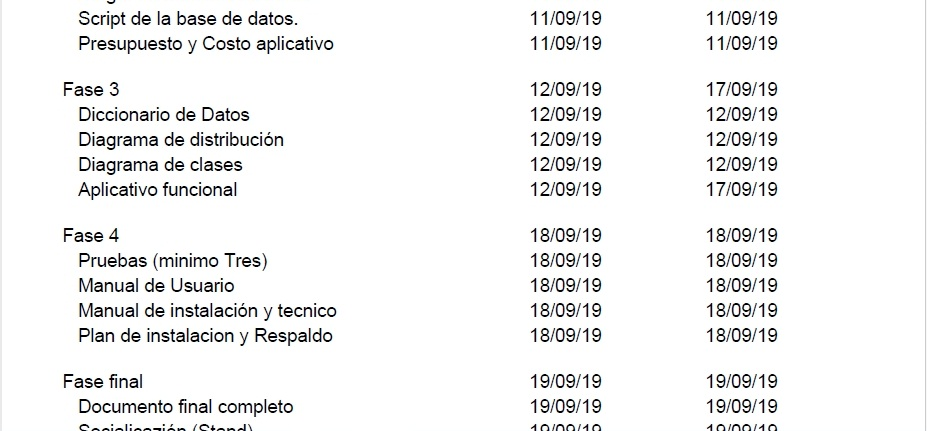 Script de la base de datos. 11/09/19 11/09/19
Presupuesto y Costo aplicativo 11/09/19 11/09/19
Fase 3 12/09/19 17/09/19
Diccionario de Datos 12/09/19 12/09/19
Diagrama de distribución 12/09/19 12/09/19
Diagrama de clases 12/09/19 12/09/19
Aplicativo funcional 12/09/19 17/09/19
Fase 4 18/09/19 18/09/19
Pruebas (minimo Tres) 18/09/19 18/09/19
Manual de Usuario 18/09/19 18/09/19
Manual de instalación y tecnico 18/09/19 18/09/19
Plan de instalacion y Respaldo 18/09/19 18/09/19
Fase final 19/09/19 19/09/19
Documento final completo 19/09/19 19/09/19
(Stand) 19/09/19 19/09/19